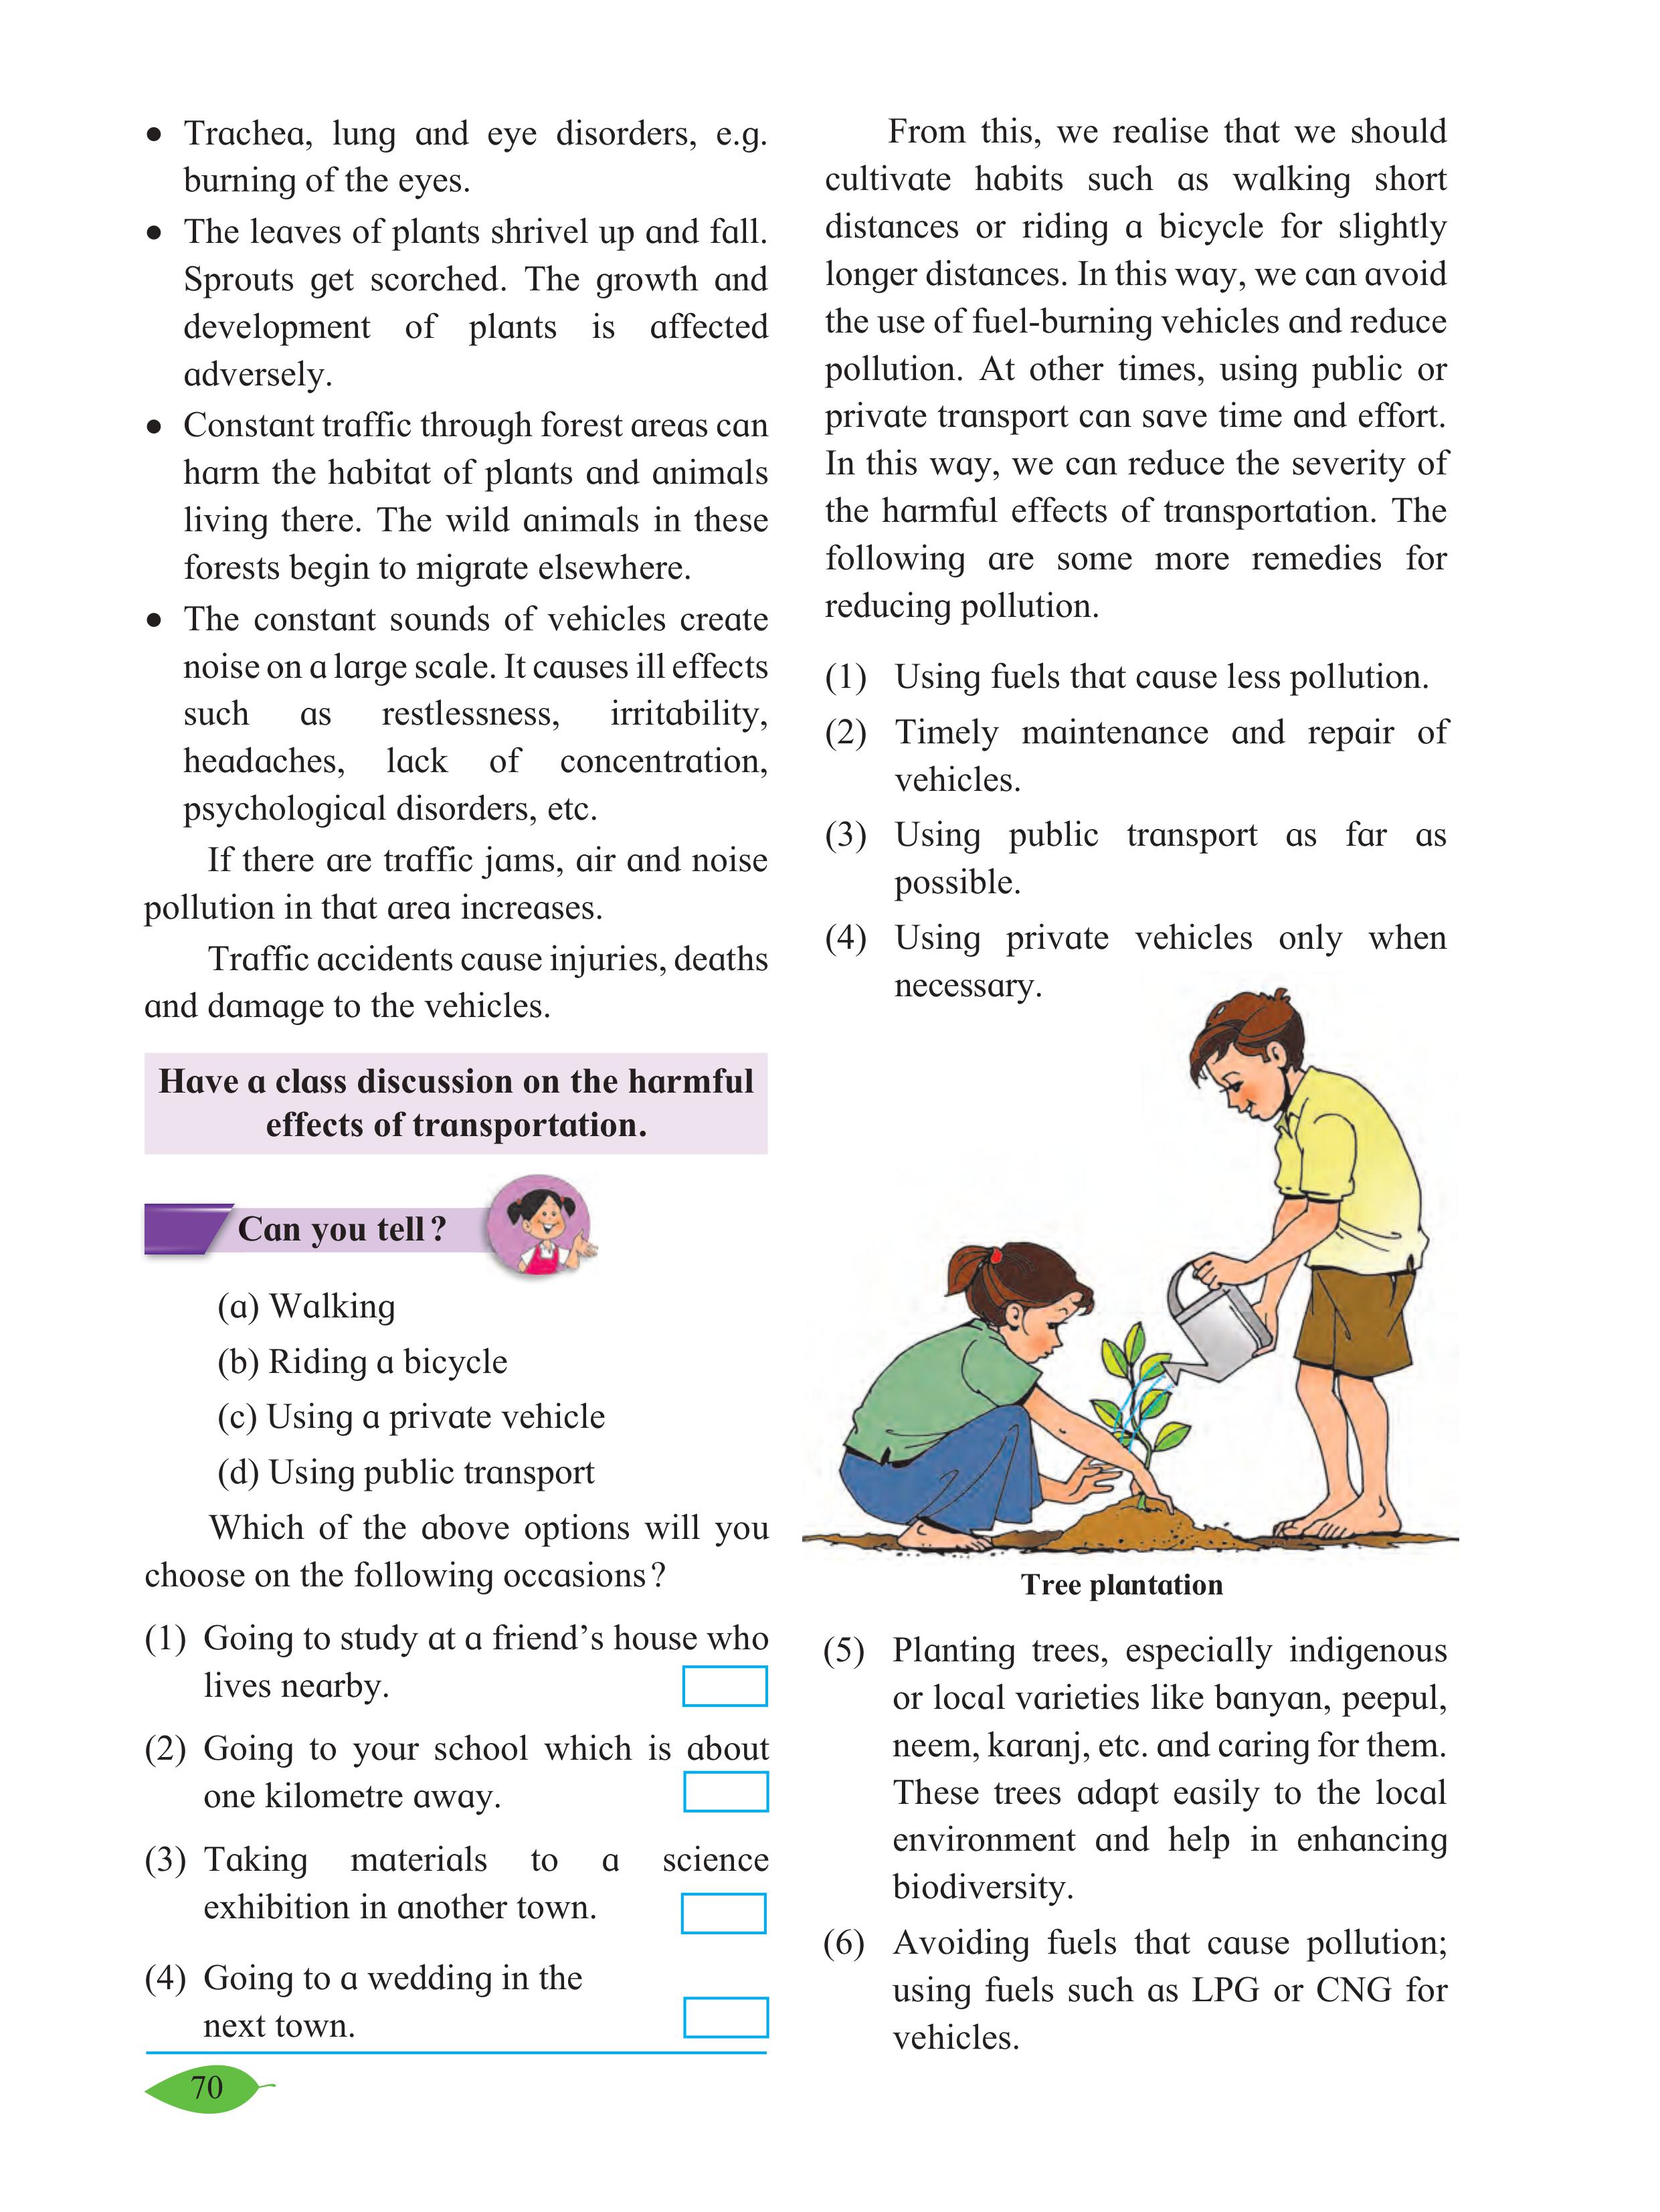 ● Trachea, lung and eye disorders, e.g.
burning of the eyes.
● The leaves of plants shrivel up and fall.
Sprouts get scorched. The growth and
development of plants is affected
adversely.
● Constant traffic through forest areas can
harm the habitat of plants and animals
living there. The wild animals in these
forests begin to migrate elsewhere.
● The constant sounds of vehicles create
noise on a large scale. It causes ill effects
such as restlessness, irritability,
headaches, lack of concentration,
psychological disorders, etc.
If there are traffic jams, air and noise
pollution in that area increases.
Traffic accidents cause injuries, deaths
and damage to the vehicles.
Have a class discussion on the harmful
effects of transportation.
Can you tell?
(a) Walking
(b) Riding a bicycle
(c) Using a private vehicle
(d) Using public transport
Which of the above options will you
choose on the following occasions?
(1) Going to study at a friend’s house who
lives nearby.
(2) Going to your school which is about
one kilometre away.
(3) Taking materials to a science
exhibition in another town.
(4) Going to a wedding in the
next town.
70
From this, we realise that we should
cultivate habits such as walking short
distances or riding a bicycle for slightly
longer distances. In this way, we can avoid
the use of fuel-burning vehicles and reduce
pollution. At other times, using public or
private transport can save time and effort.
In this way, we can reduce the severity of
the harmful effects of transportation. The
following are some more remedies for
reducing pollution.
(1) Using fuels that cause less pollution.
(2) Timely maintenance and repair of
vehicles.
(3) Using public transport as far as
possible.
(4) Using private vehicles only when
necessary.
Tree plantation
(5) Planting trees, especially indigenous
or local varieties like banyan, peepul,
neem, karanj, etc. and caring for them.
These trees adapt easily to the local
environment and help in enhancing
biodiversity.
(6) Avoiding fuels that cause pollution;
using fuels such as LPG or CNG for
vehicles.